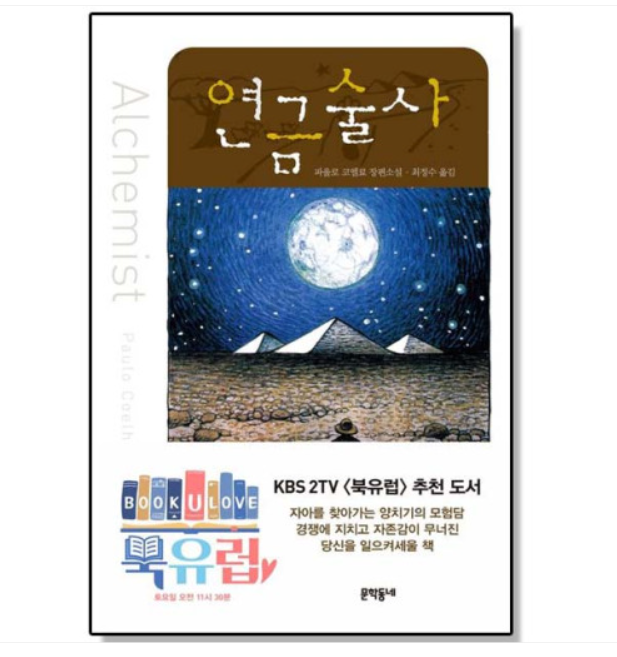 연금술사
파울로 코엘료 장편소설 · 최정수 옮김
Alchemist
Paulo Coelh
BOOK U LOVE
북유럽
토요일 오전 11시 30분
KBS 2TV 〈북유럽〉 추천 도서
자아를 찾아가는 양치기의 모험담
경쟁에 지치고 자존감이 무너진
당신을 일으켜세울 책
문학동네